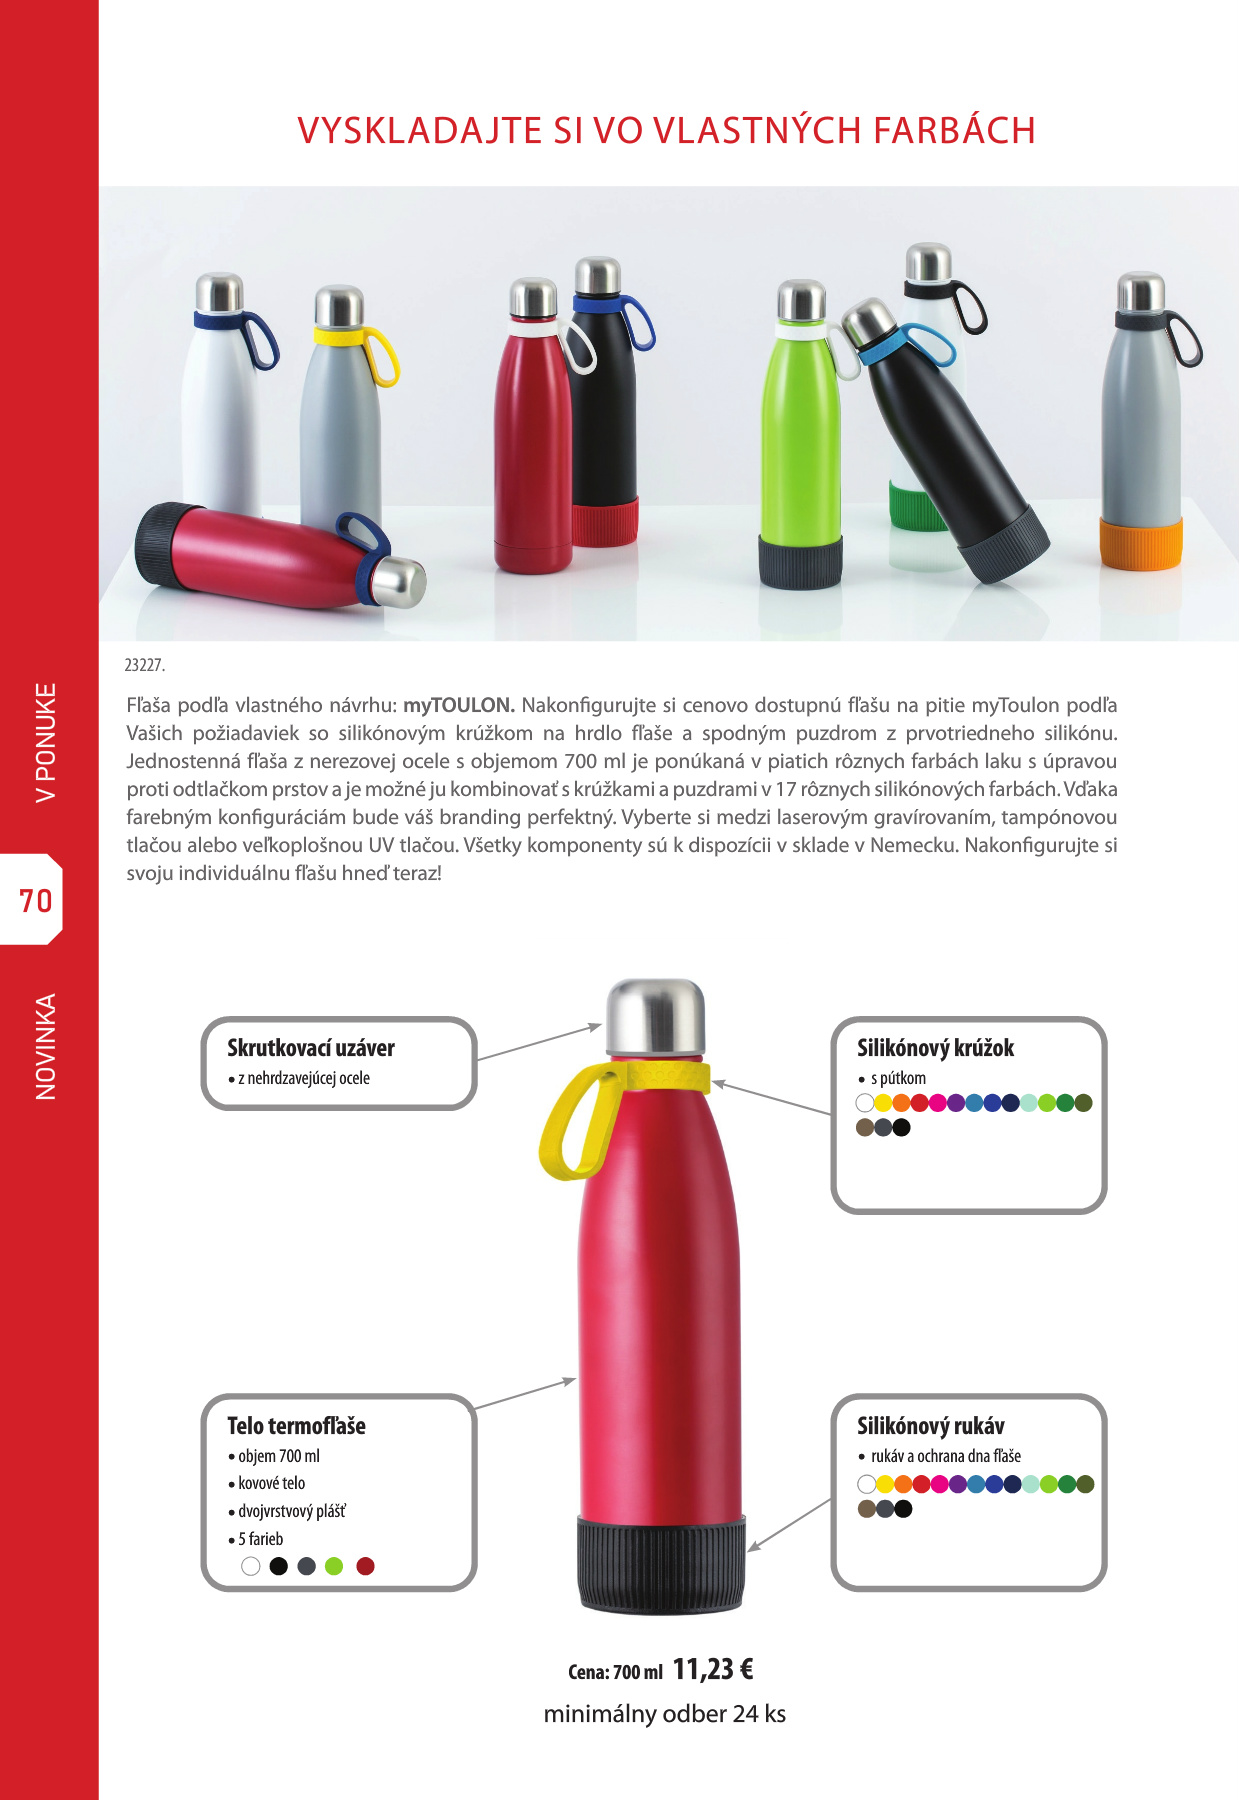 VYSKLADAJTE SI VO VLASTNÝCH FARBÁCH
23227.
Fľaša podľa vlastného návrhu: myTOULON. Nakonfigurujte si cenovo dostupnú fľašu na pitie myToulon podľa
Vašich požiadaviek so silikónovým krúžkom na hrdlo fľaše a spodným puzdrom z prvotriedneho silikónu.
Jednostenná fľaša z nerezovej ocele s objemom 700 ml je ponúkaná v piatich rôznych farbách laku s úpravou
proti odtlačkom prstov a je možné ju kombinovať s krúžkami a puzdrami v 17 rôznych silikónových farbách. Vďaka
farebným konfiguráciám bude váš branding perfektný. Vyberte si medzi laserovým gravírovaním, tampónovou
tlačou alebo veľkoplošnou UV tlačou. Všetky komponenty sú k dispozícii v sklade v Nemecku. Nakonfigurujte si
svoju individuálnu fľašu hneď teraz!
V PONUKE
70
NOVINKA
Skrutkovací uzáver
• z nehrdzavejúcej ocele
Silikónový krúžok
• s pútkom
Telo termofľaše
• objem 700 ml
• kovové telo
• dvojvrstvový plášť
• 5 farieb
Silikónový rukáv
• rukáv a ochrana dna fľaše
Cena: 700 ml 11,23 €
minimálny odber 24 ks